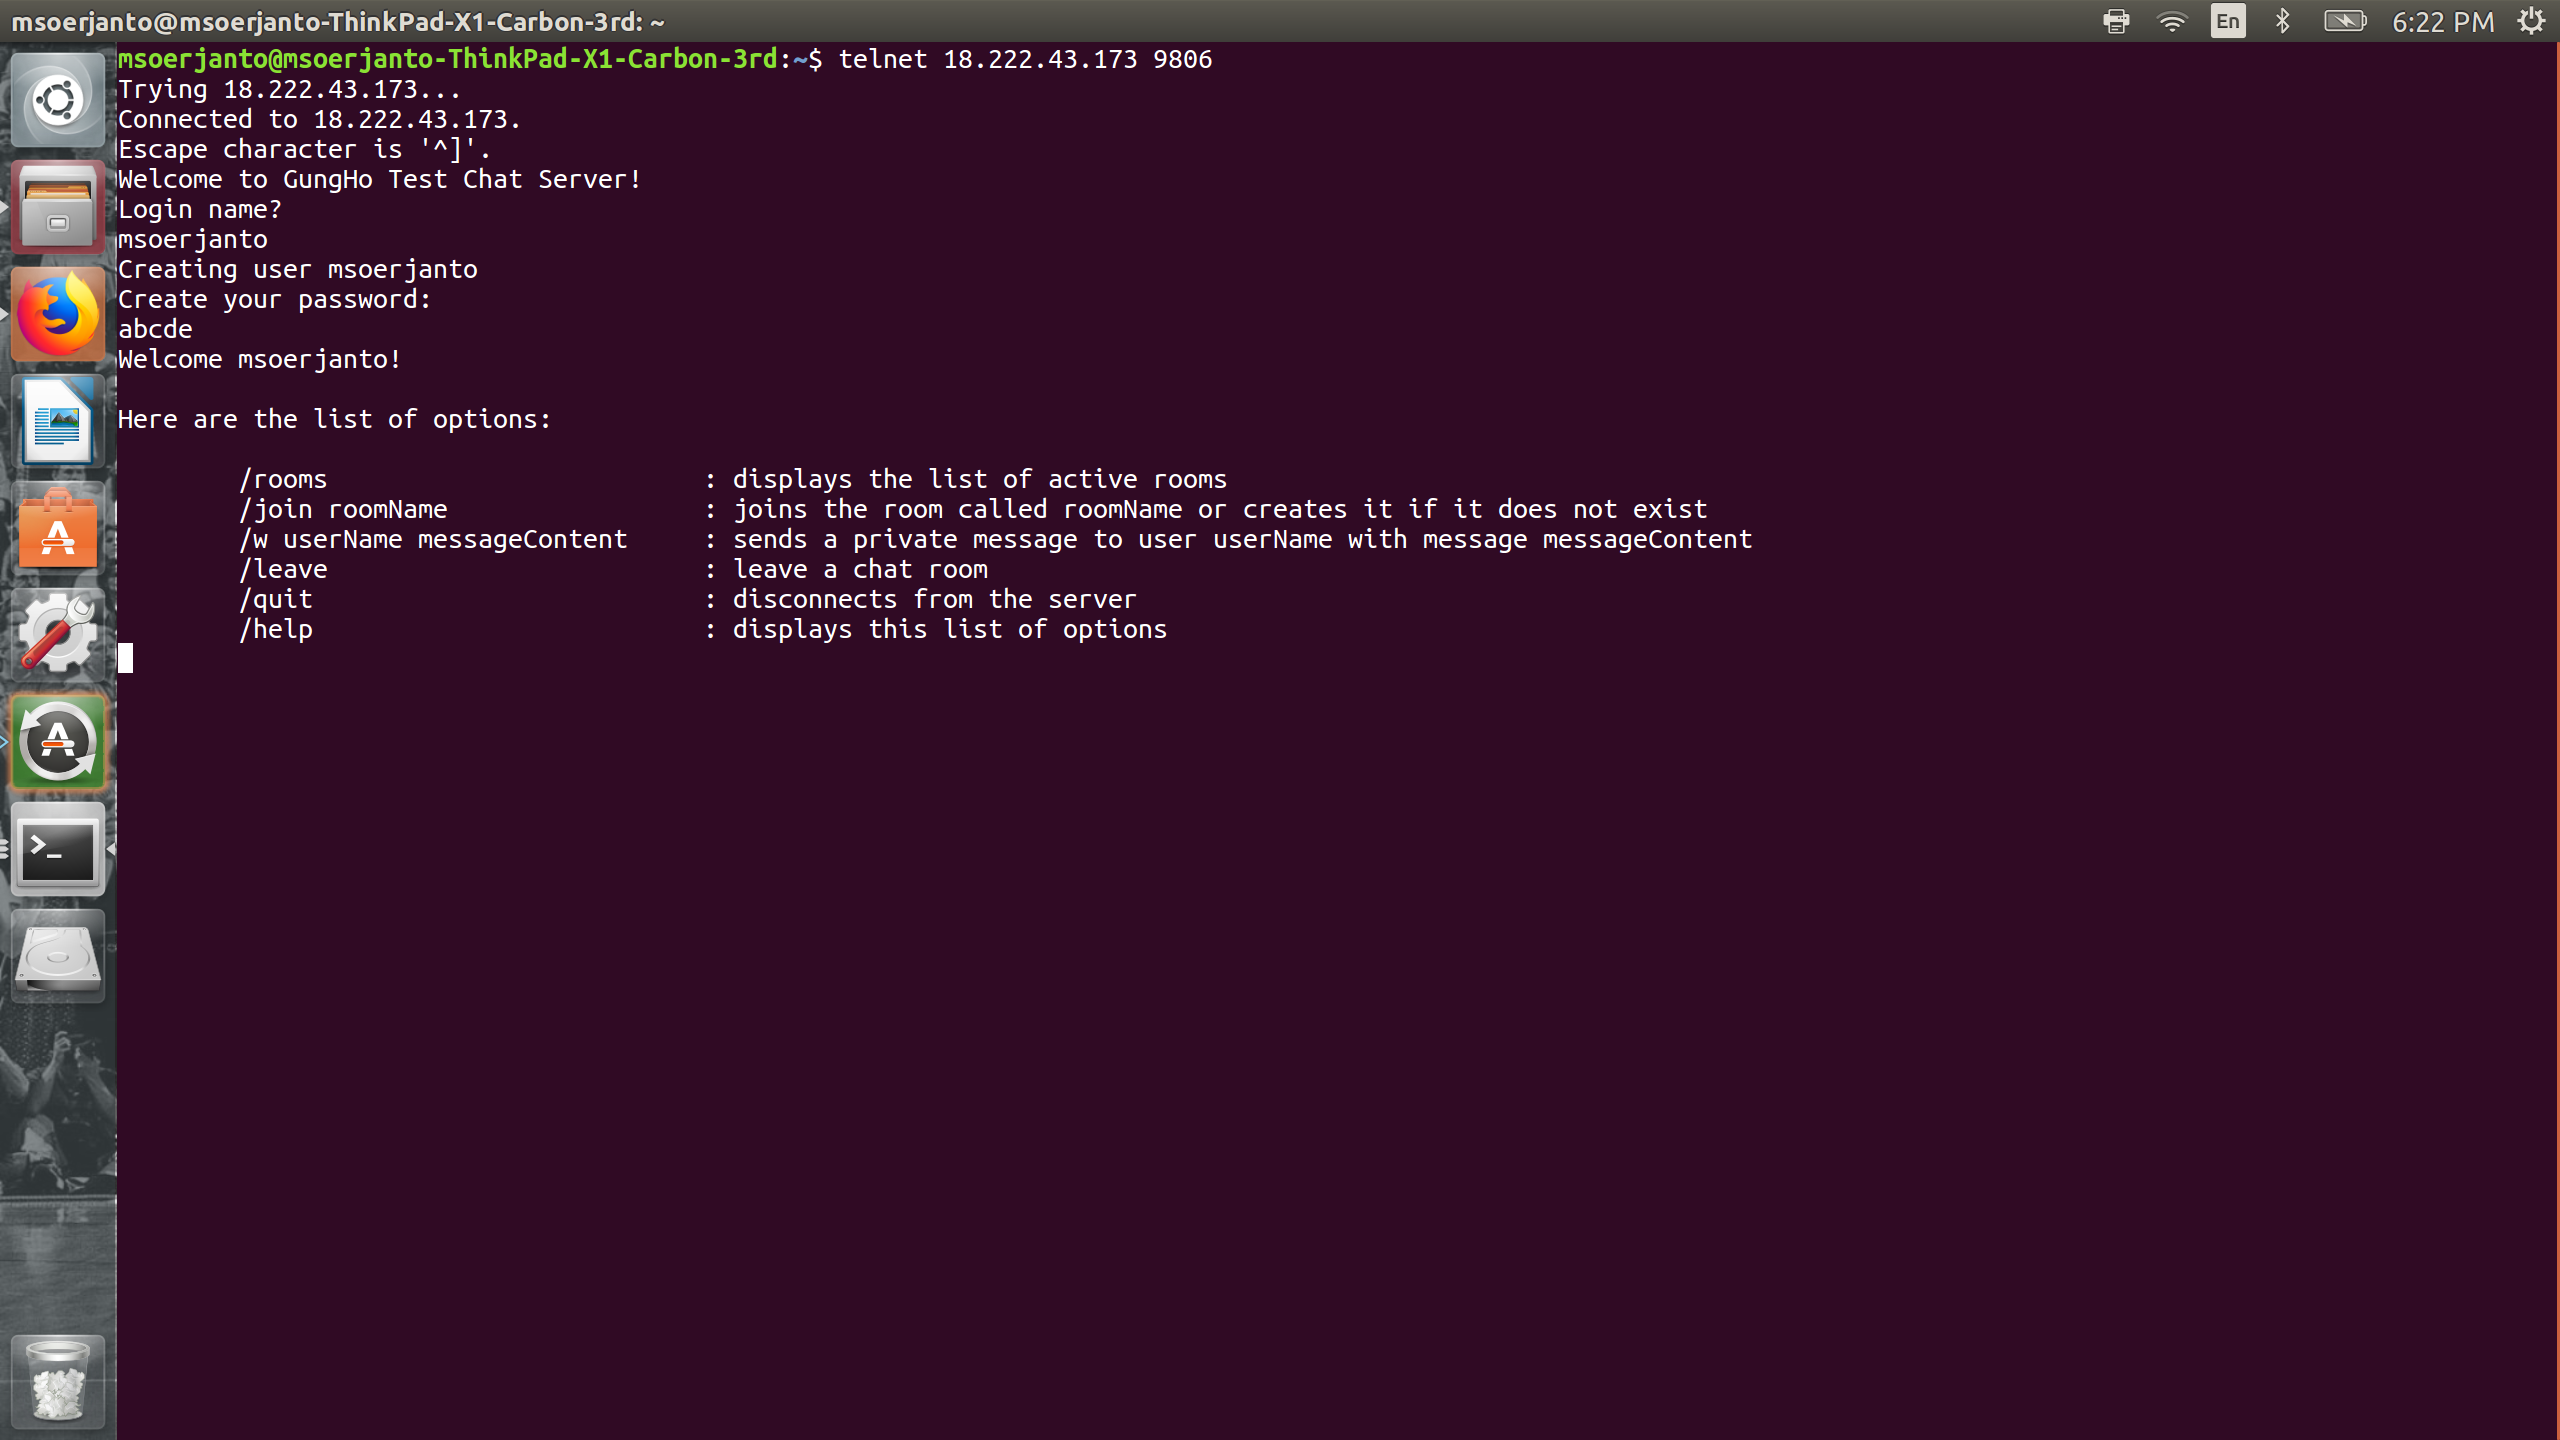 msoerjanto@msoerjanto-ThinkPad-X1-Carbon-3rd: ~
En
6:22 PM
msoerjanto@msoerjanto-ThinkPad-X1-Carbon-3rd:~$ telnet 18.222.43.173 9806
Trying 18.222.43.173...
Connected to 18.222.43.173.
Escape character is '^]'.
Welcome to GungHo Test Chat Server!
Login name?
msoerjanto
Creating user msoerjanto
Create your password:
abcde
Welcome msoerjanto!
Here are the list of options:
/rooms : displays the list of active rooms
/join roomName : joins the room called roomName or creates it if it does not exist
/w userName messageContent : sends a private message to user userName with message messageContent
/leave : leave a chat room
/quit : disconnects from the server
/help : displays this list of options